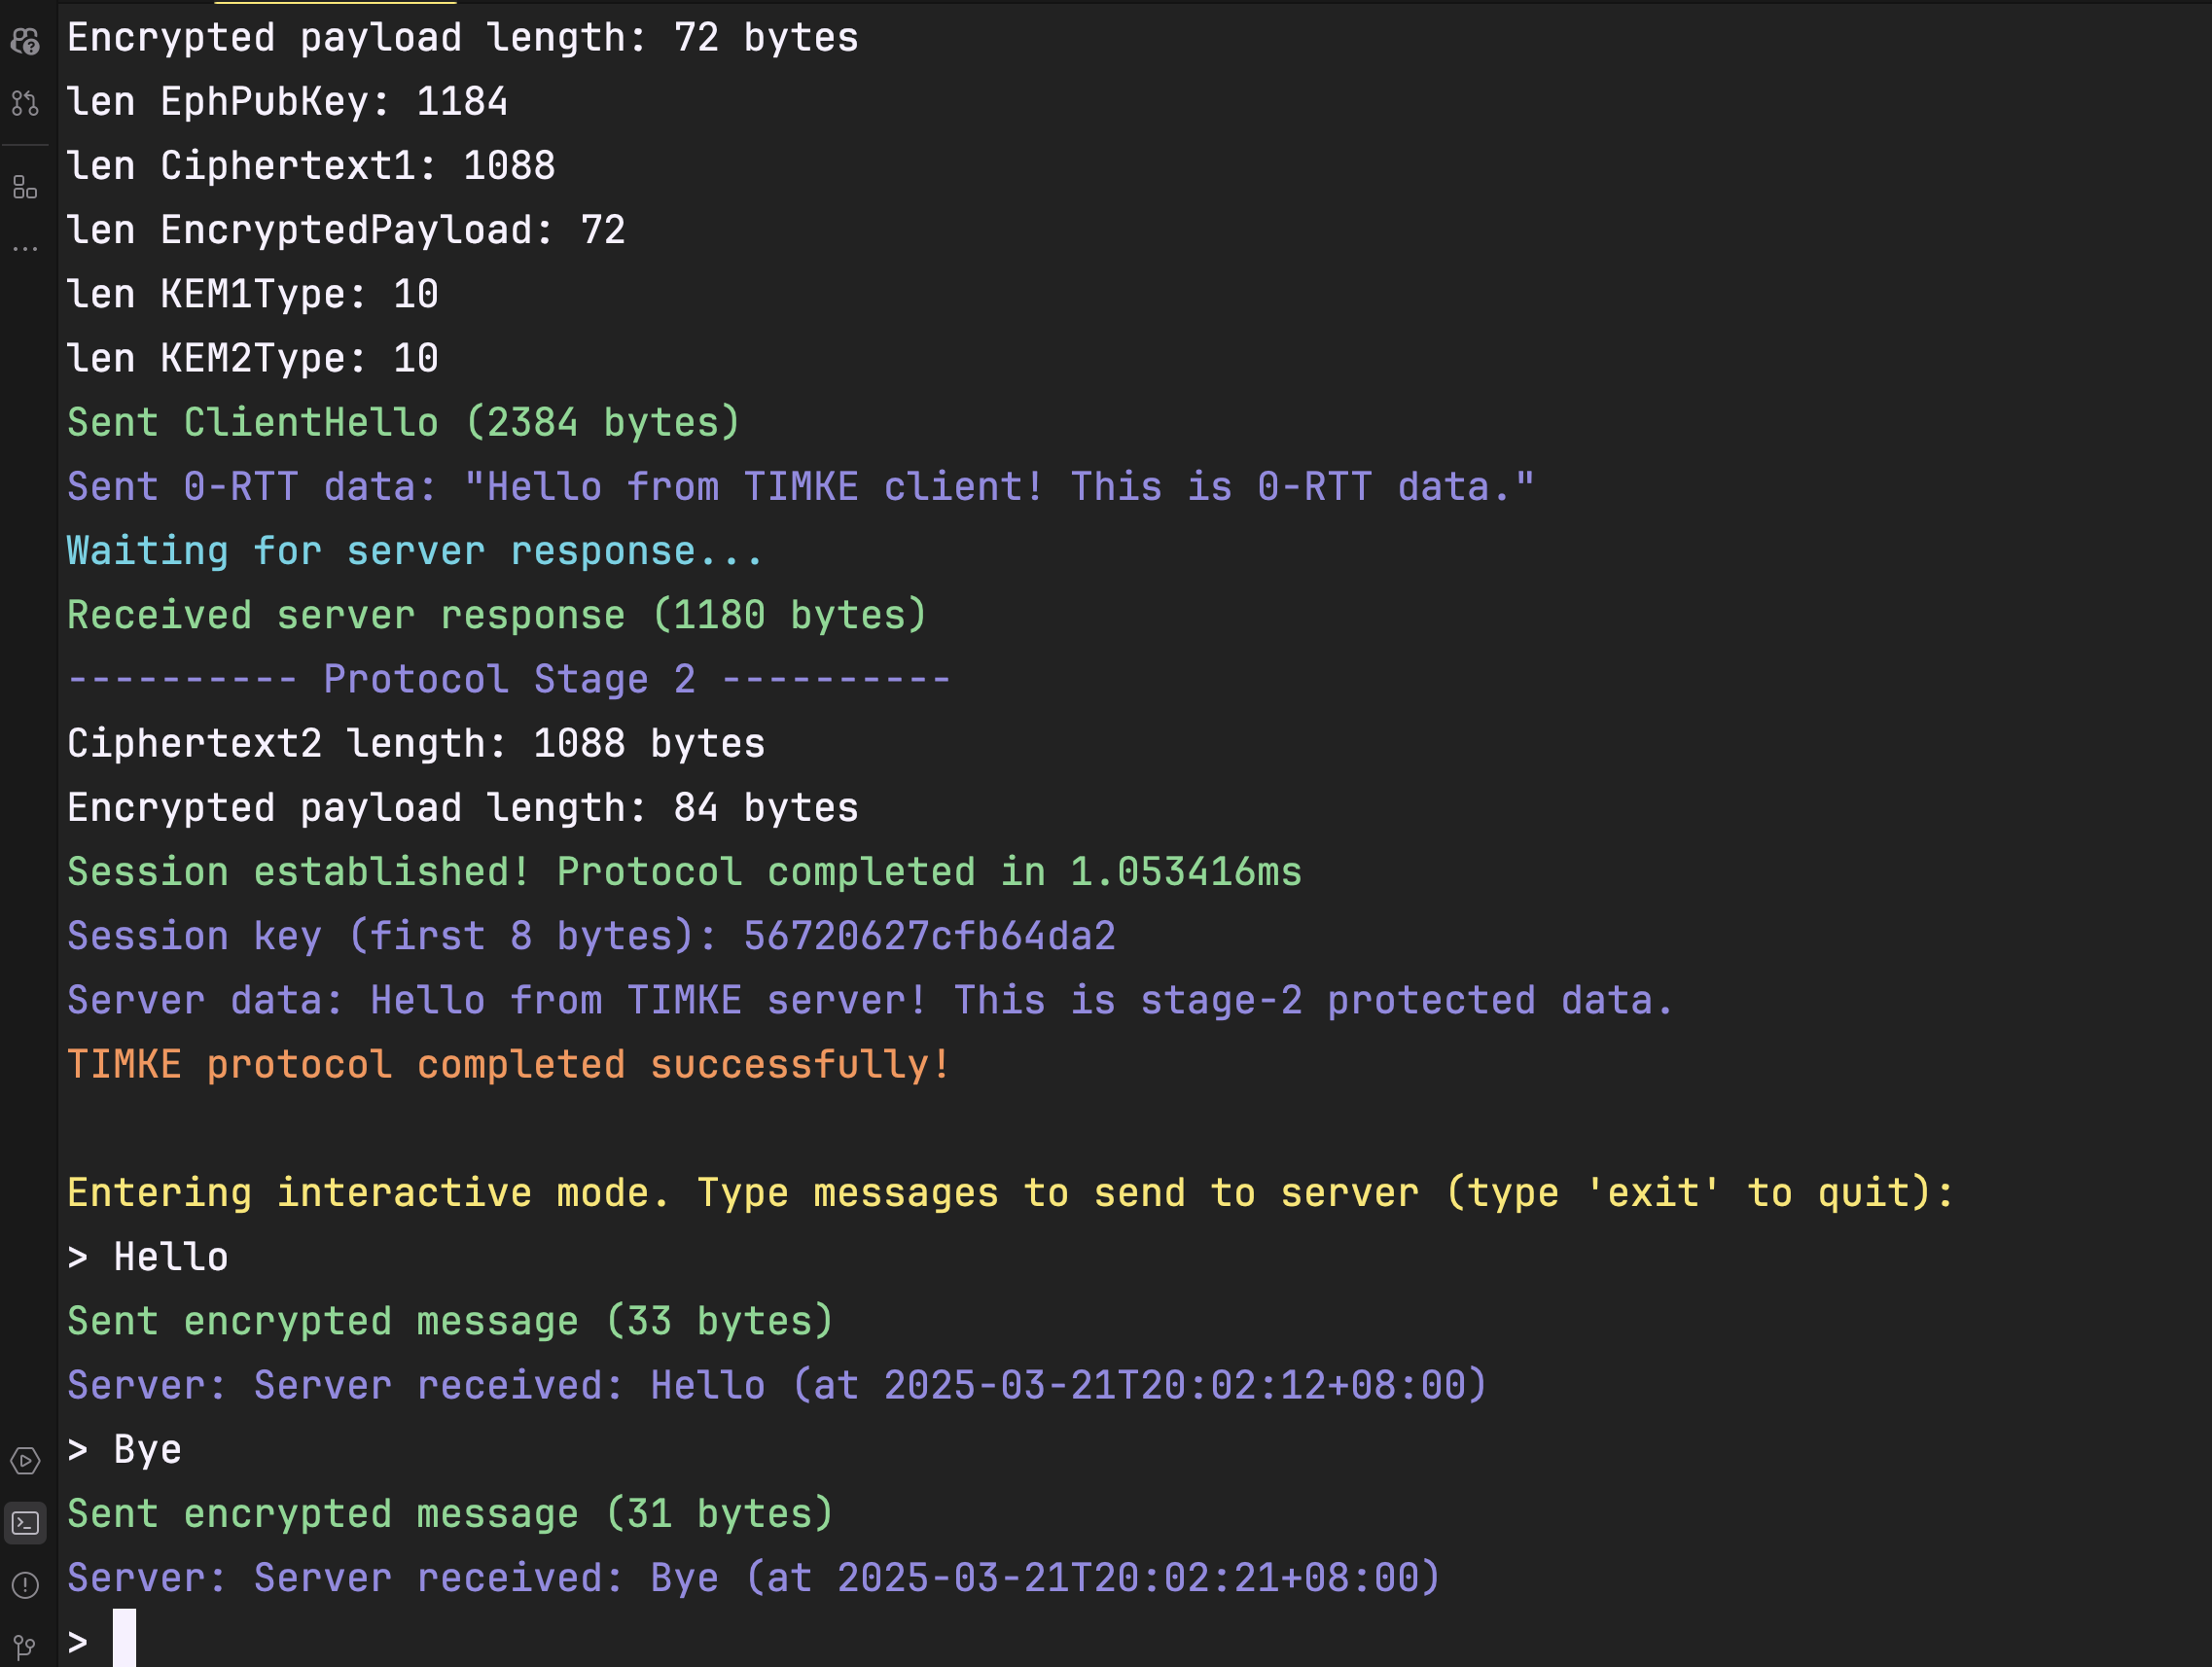 Encrypted payload length: 72 bytes
len EphPubKey: 1184
len Ciphertext1: 1088
len EncryptedPayload: 72
len KEM1Type: 10
len KEM2Type: 10
Sent ClientHello (2384 bytes)
Sent 0-RTT data: "Hello from TIMKE client! This is 0-RTT data."
Waiting for server response...
Received server response (1180 bytes)
---------- Protocol Stage 2 ----------
Ciphertext2 length: 1088 bytes
Encrypted payload length: 84 bytes
Session established! Protocol completed in 1.053416ms
Session key (first 8 bytes): 56720627cfb64da2
Server data: Hello from TIMKE server! This is stage-2 protected data.
TIMKE protocol completed successfully!
Entering interactive mode. Type messages to send to server (type 'exit' to quit):
> Hello
Sent encrypted message (33 bytes)
Server: Server received: Hello (at 2025-03-21T20:02:12+08:00)
> Bye
Sent encrypted message (31 bytes)
Server: Server received: Bye (at 2025-03-21T20:02:21+08:00)
>